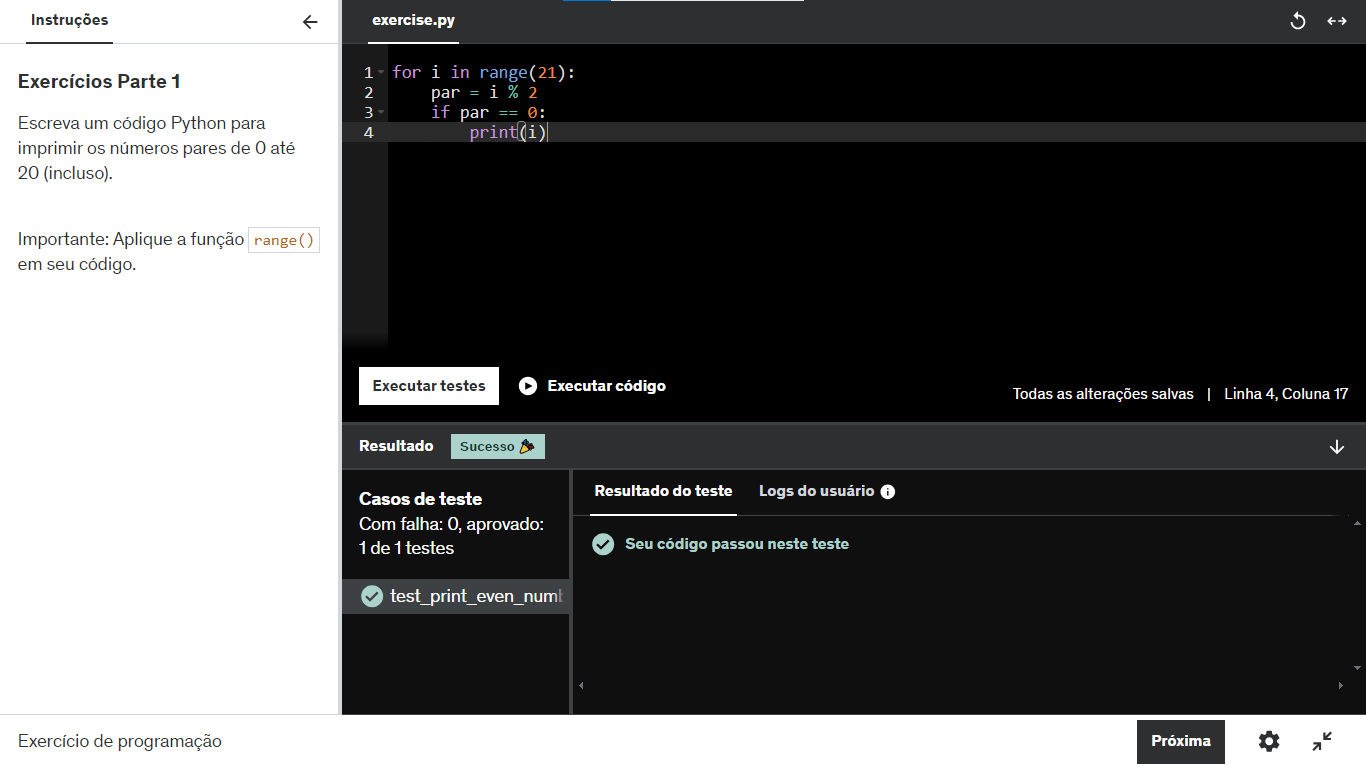 Instruções
Exercícios Parte 1
Escreva um código Python para
imprimir os números pares de 0 até
20 (incluso).
Importante: Aplique a função range()
em seu código.
exercise.py
1 for i in range(21):
2     par = i % 2
3     if par == 0:
4         print(i)
Executar testes
Executar código
Todas as alterações salvas | Linha 4, Coluna 17
Resultado
Sucesso
Casos de teste
Com falha: 0, aprovado:
1 de 1 testes
test_print_even_numb
Resultado do teste
Logs do usuário
Seu código passou neste teste
Exercício de programação
Próxima